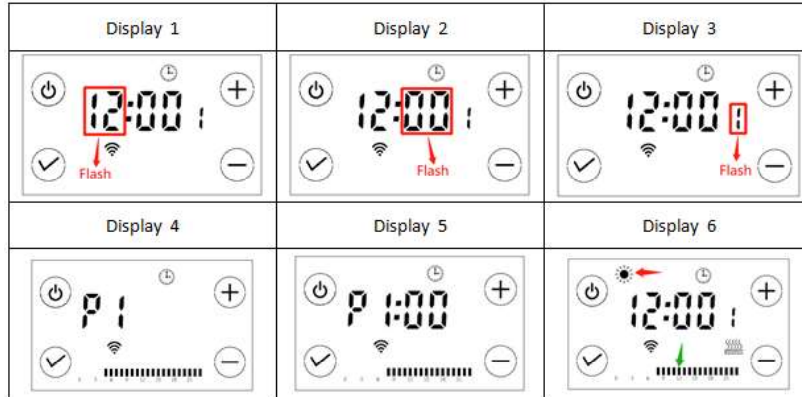 Display 1
Display 2
Display 3
12:00 1
Flash
12:00 1
Flash
12:00 1
Flash
Display 4
Display 5
Display 6
P1
P1:00
12:00 1